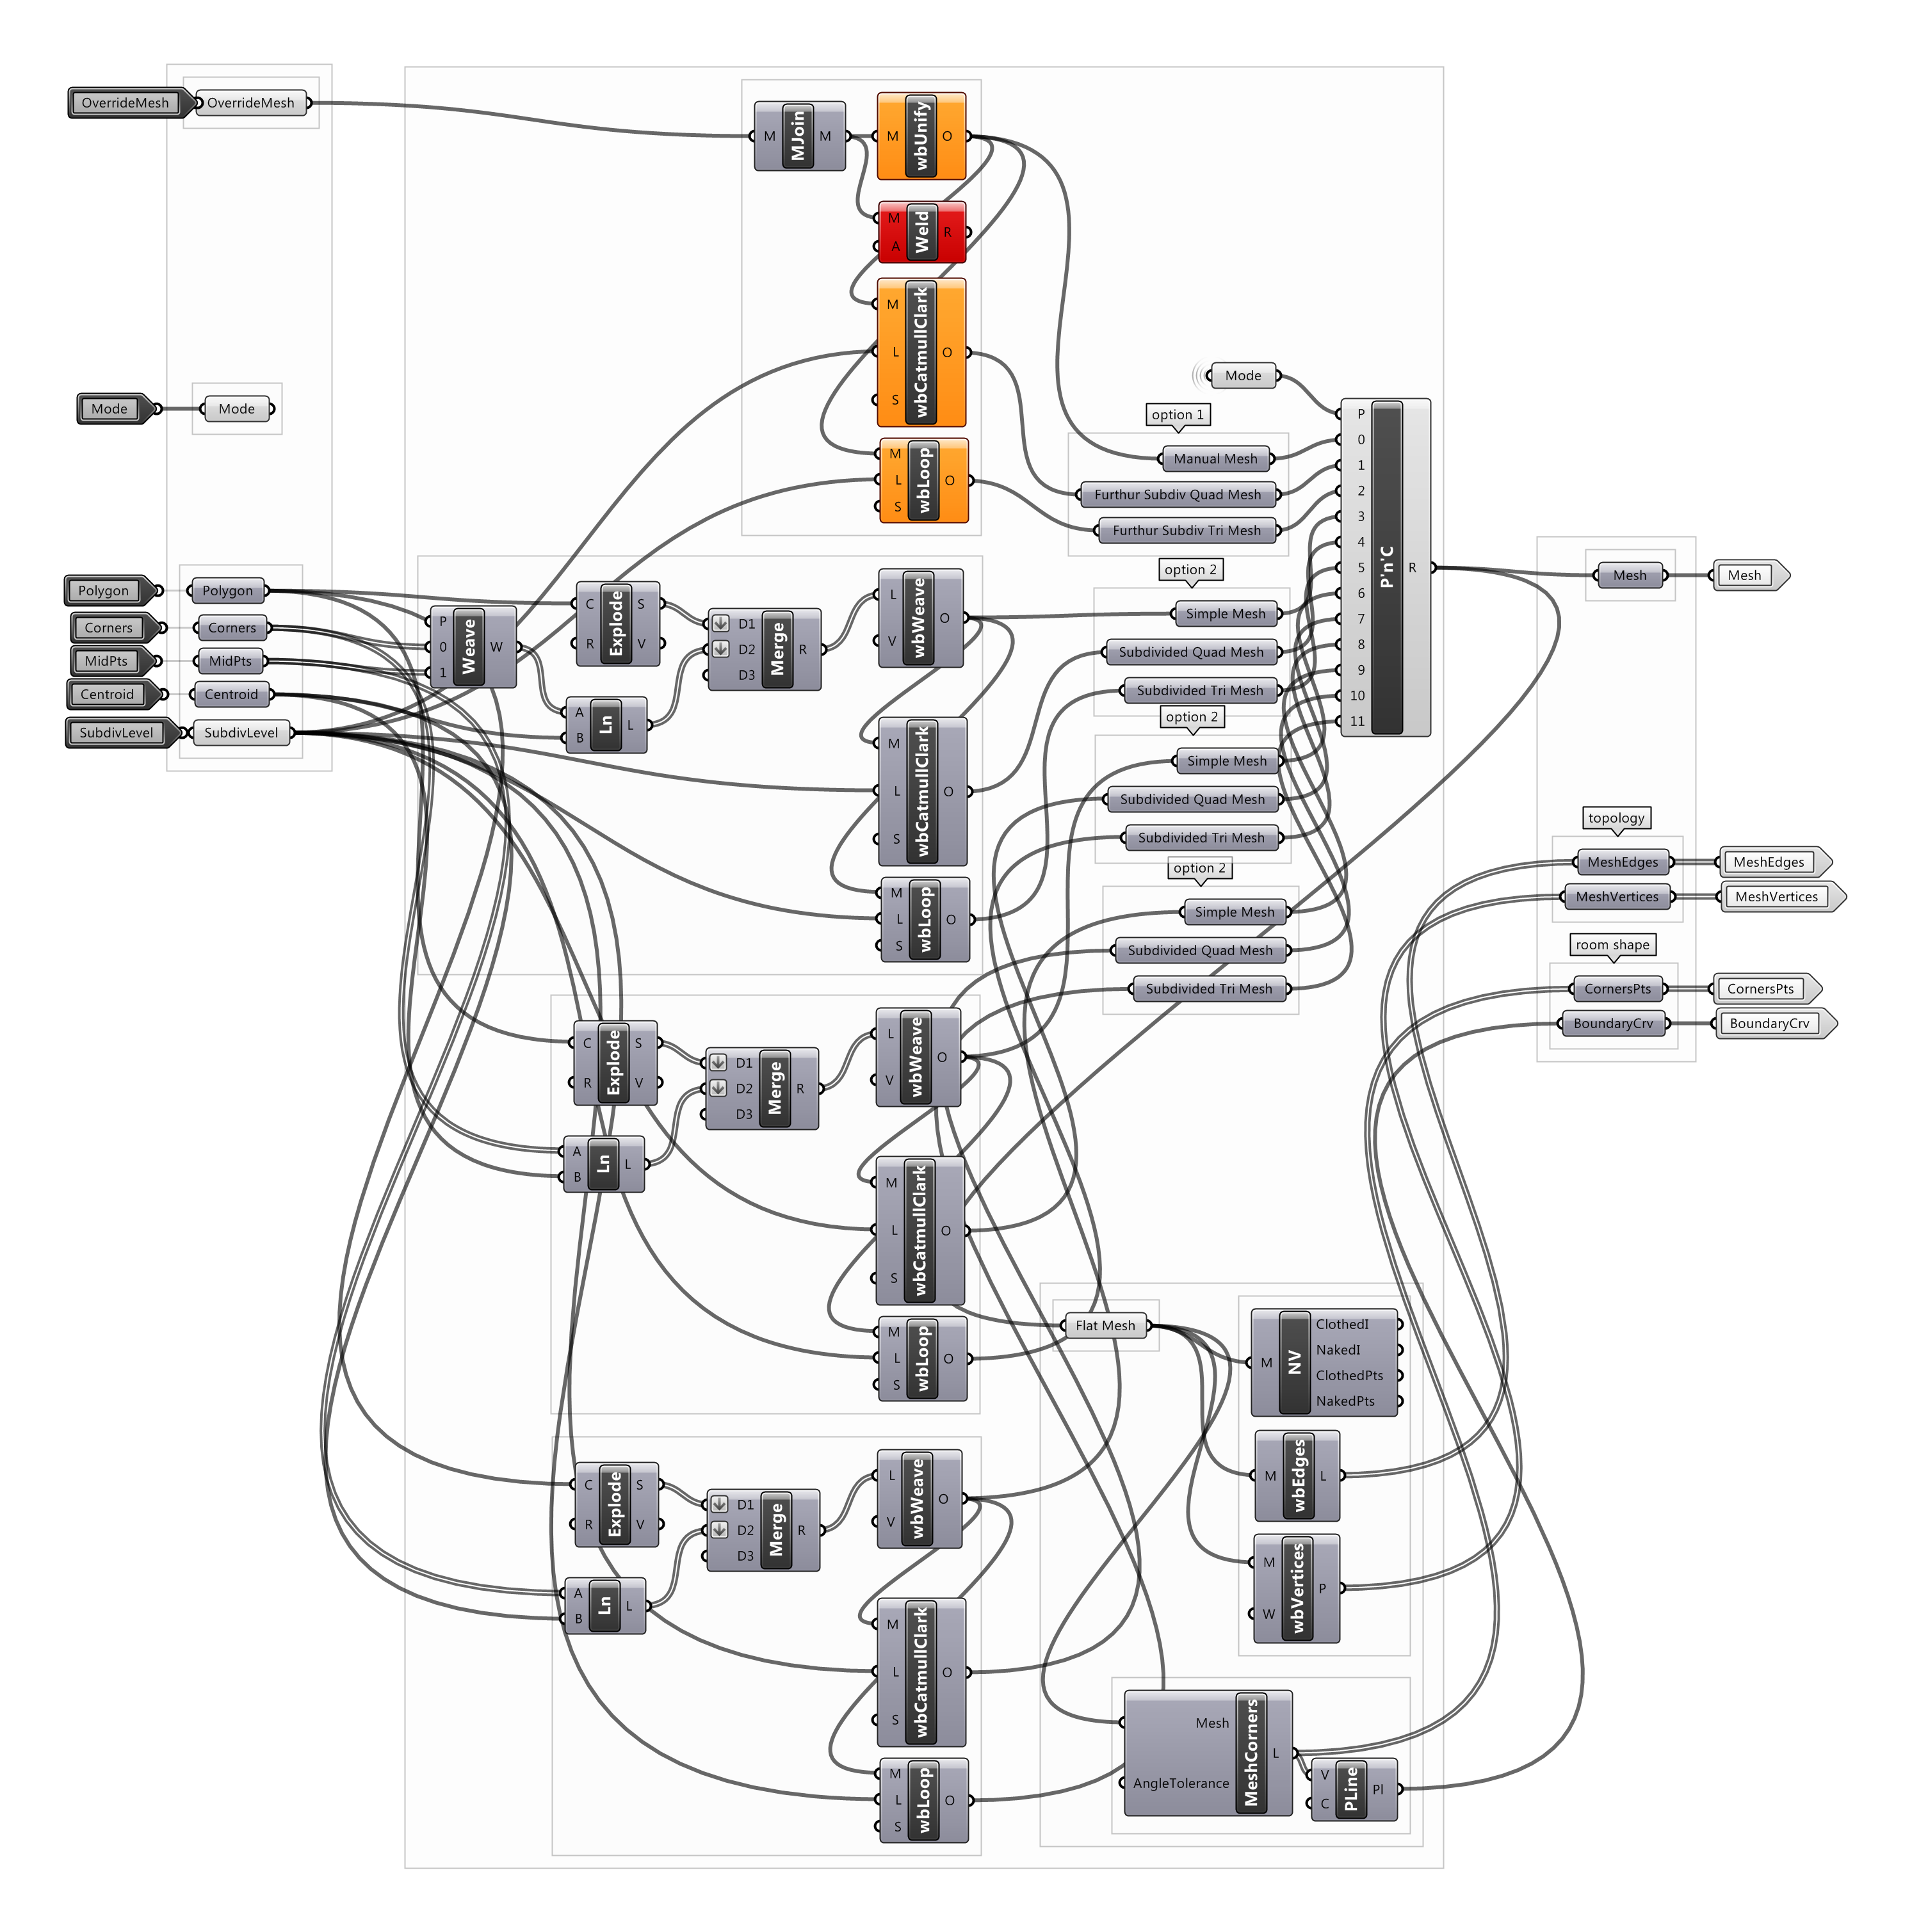 OverrideMesh
OverrideMesh
M MJoin M
M wbUnify O
M Weld R
A
M
L wbCatmullClark O
S
M
L wbLoop O
S
Mode
Mode
Mode
option 1
Manual Mesh
Furthur Subdiv Quad Mesh
Furthur Subdiv Tri Mesh
option 2
Simple Mesh
Subdivided Quad Mesh
Subdivided Tri Mesh
option 2
Simple Mesh
Subdivided Quad Mesh
Subdivided Tri Mesh
option 2
Simple Mesh
Subdivided Quad Mesh
Subdivided Tri Mesh
P
0
1
2
3
4
5
6
7
8
9
10
11
P'n'C
R
Mesh
Mesh
Polygon
Polygon
Corners
Corners
MidPts
MidPts
Centroid
Centroid
SubdivLevel
SubdivLevel
P
0 Weave W
1
C Explode S
R V
A Ln L
B
D1
D2 Merge R
D3
L wbWeave O
V
M
L wbCatmullClark O
S
M
L wbLoop O
S
topology
MeshEdges
MeshEdges
MeshVertices
MeshVertices
room shape
CornersPts
CornersPts
BoundaryCrv
BoundaryCrv
C Explode S
R V
A Ln L
B
D1
D2 Merge R
D3
L wbWeave O
V
M
L wbCatmullClark O
S
M
L wbLoop O
S
Flat Mesh
M NV
ClothedI
NakedI
ClothedPts
NakedPts
M wbEdges L
M wbVertices P
W
C Explode S
R V
A Ln L
B
D1
D2 Merge R
D3
L wbWeave O
V
M
L wbCatmullClark O
S
M
L wbLoop O
S
Mesh
AngleTolerance
MeshCorners
L
V PLine Pl
C